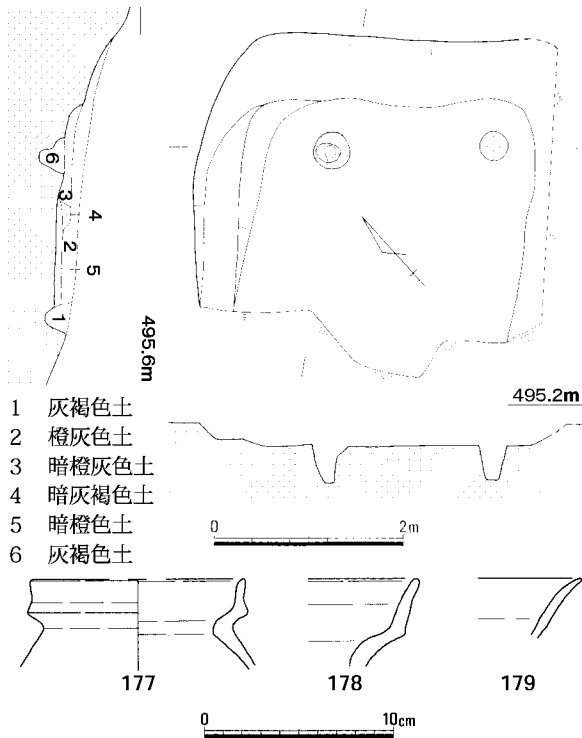 6
3
4
2
5
1
495.6m
495.2m
1 灰褐色土
2 橙灰色土
3 暗橙灰色土
4 暗灰褐色土
5 暗橙色土
6 灰褐色土
0 2m
177 178 179
0 10cm